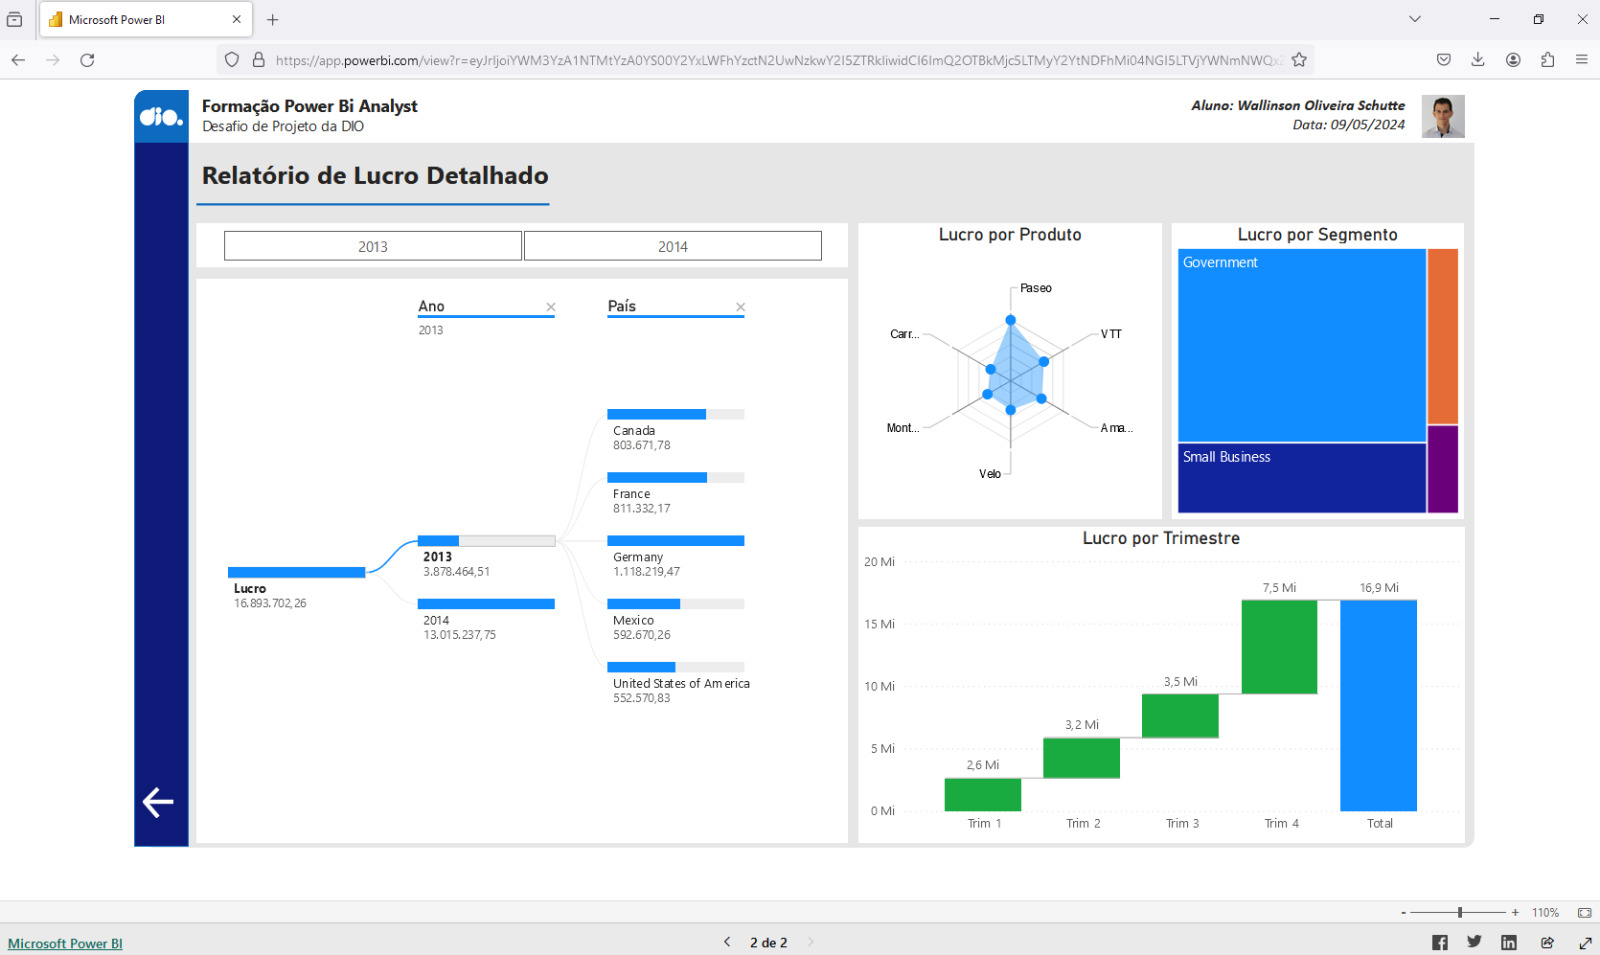 Microsoft Power BI
https://app.powerbi.com/view?r=
dio.
Formação Power Bi Analyst
Desafio de Projeto da DIO
Aluno: Wallinson Oliveira Schutte
Data: 09/05/2024
Relatório de Lucro Detalhado
2013
2014
Ano
2013
País
Lucro
16.893.702,26
2013
3.878.464,51
2014
13.015.237,75
Canada
803.671,78
France
811.332,17
Germany
1.118.219,47
Mexico
592.670,26
United States of America
552.570,83
Lucro por Produto
Paseo
VTT
Ama...
Velo
Mont...
Carr...
Lucro por Segmento
Government
Small Business
Lucro por Trimestre
20 Mi
15 Mi
10 Mi
5 Mi
0 Mi
2,6 Mi
3,2 Mi
3,5 Mi
7,5 Mi
16,9 Mi
Trim 1
Trim 2
Trim 3
Trim 4
Total
110%
Microsoft Power BI
2 de 2